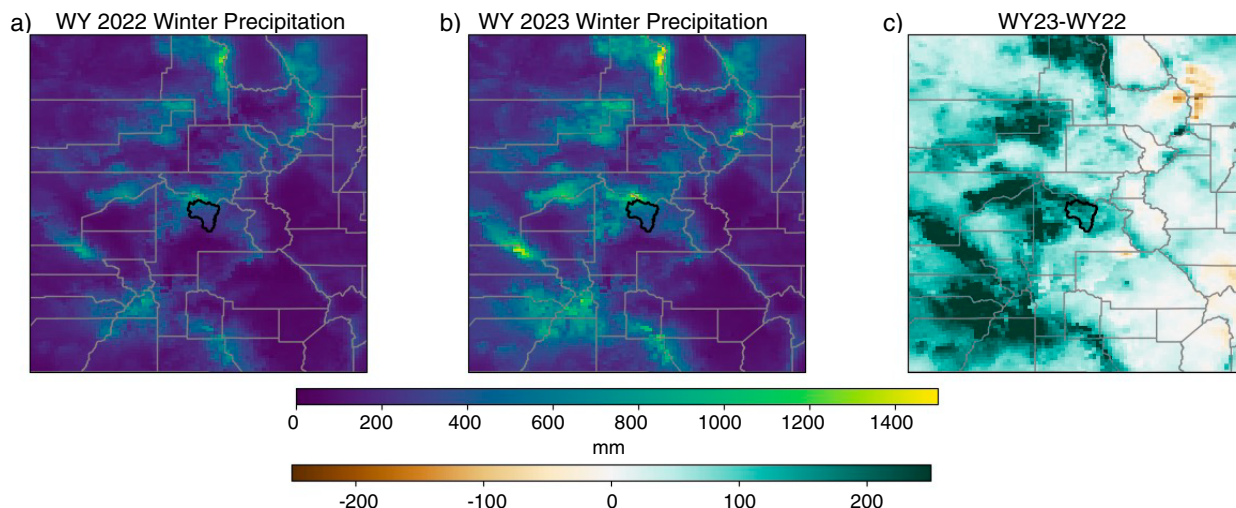 a) WY 2022 Winter Precipitation
b) WY 2023 Winter Precipitation
c) WY23-WY22
0 200 400 600 800 1000 1200 1400
mm
-200 -100 0 100 200